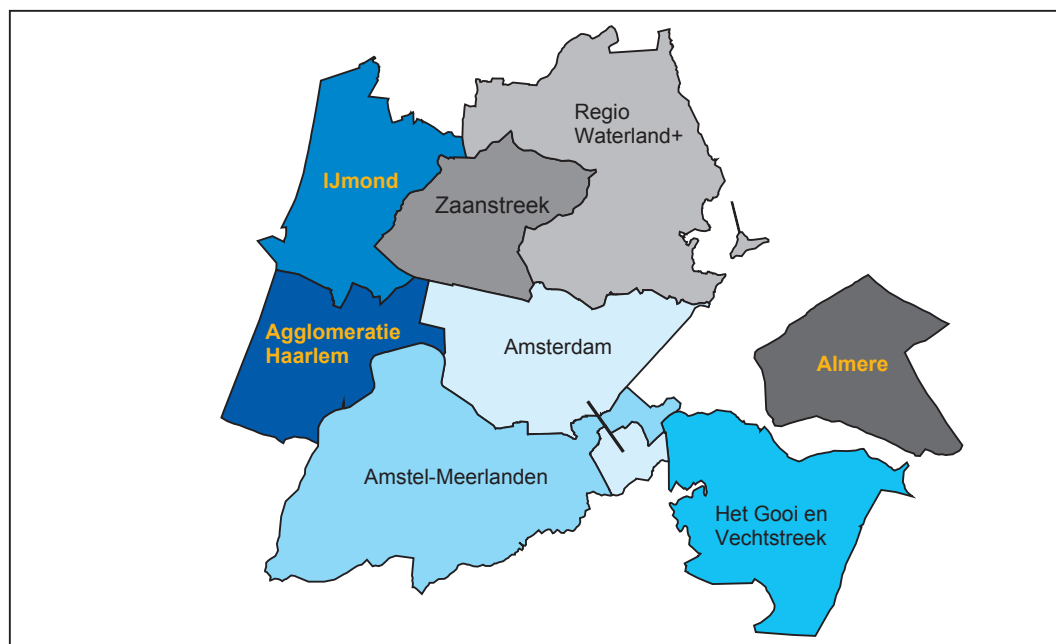 Regio
Waterland+
IJmond
Zaanstreek
Agglomeratie
Haarlem
Amsterdam
Almere
Amstel-Meerlanden
Het Gooi en
Vechtstreek